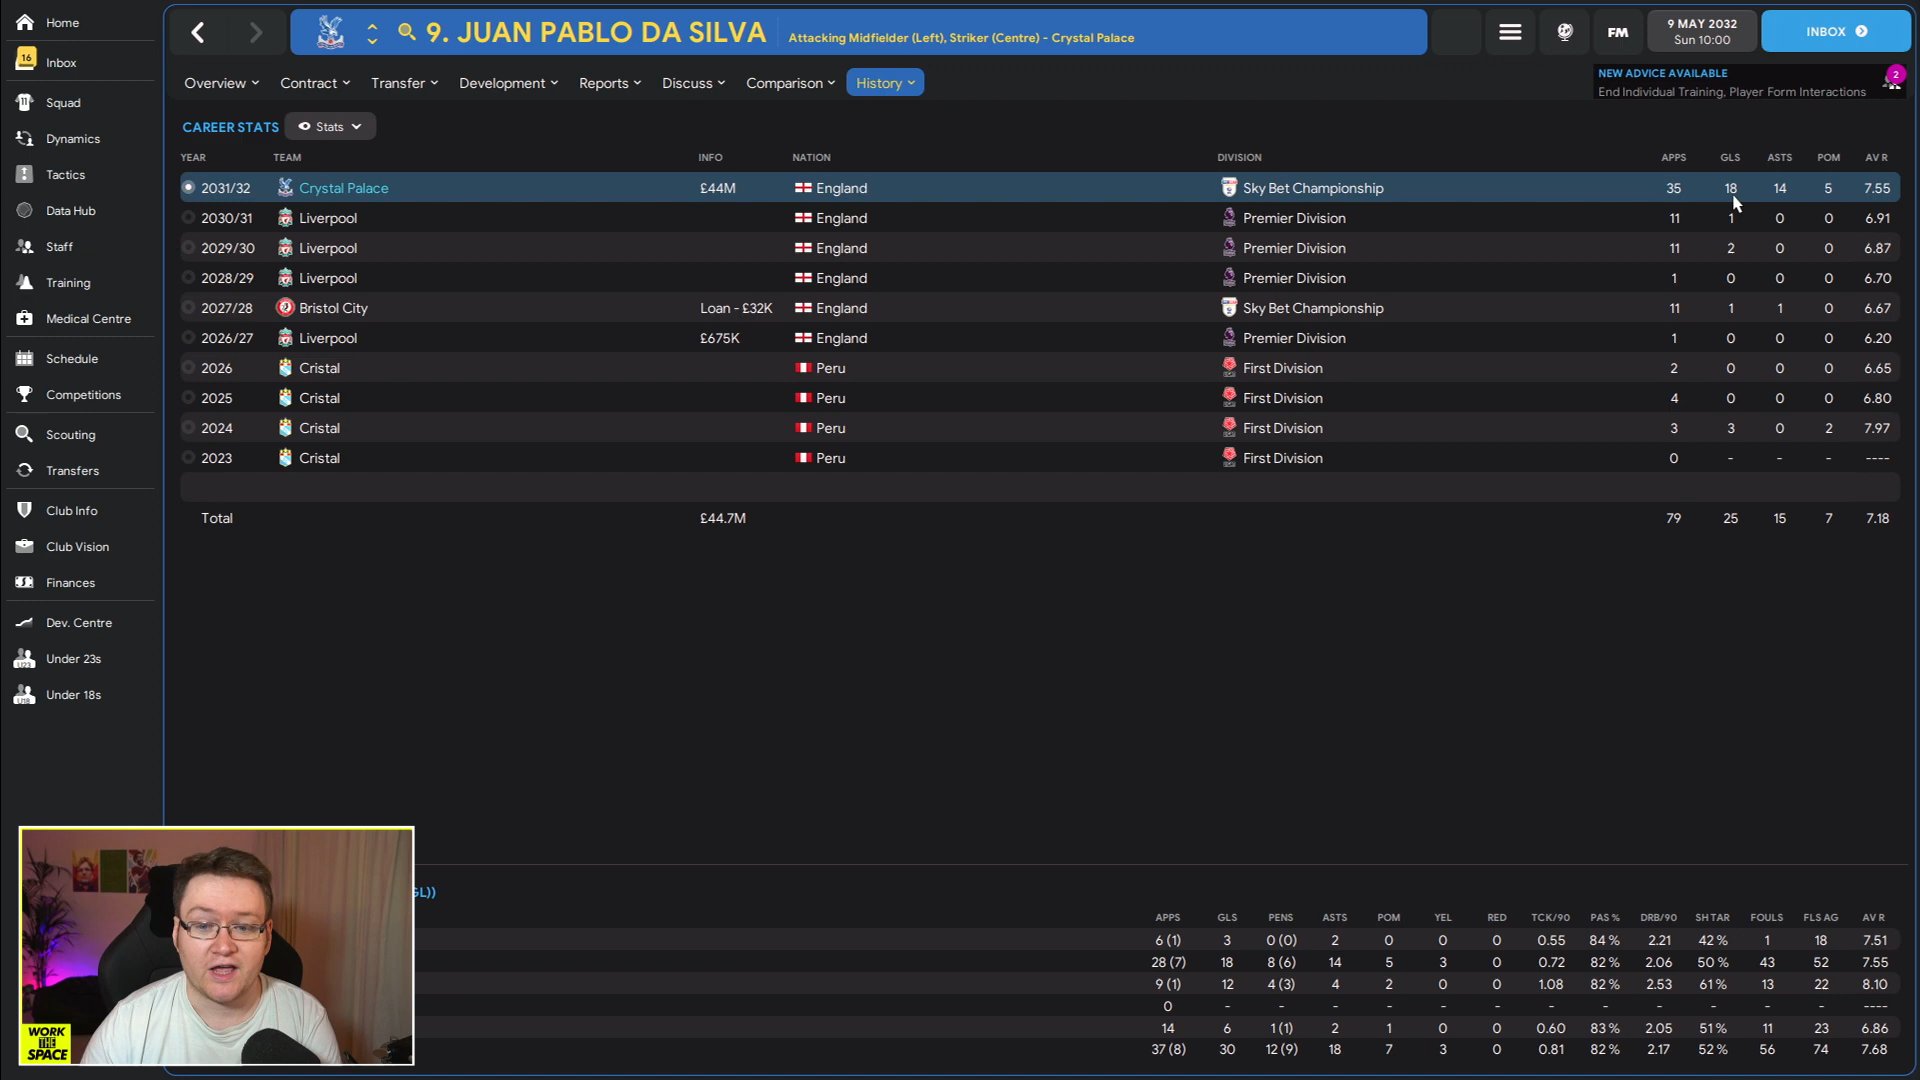 Home
16 Inbox
11 Squad
Dynamics
Tactics
Data Hub
Staff
Training
Medical Centre
Schedule
Competitions
Scouting
Transfers
Club Info
Club Vision
Finances
Dev. Centre
U23 Under 23s
U18 Under 18s
9. JUAN PABLO DA SILVA Attacking Midfielder (Left), Striker (Centre) - Crystal Palace
FM
9 MAY 2032
Sun 10:00
INBOX
Overview Contract Transfer Development Reports Discuss Comparison History
NEW ADVICE AVAILABLE 2
End Individual Training, Player Form Interactions
CAREER STATS Stats
YEAR TEAM INFO NATION DIVISION APPS GLS ASTS POM AV R
2031/32 Crystal Palace £44M England Sky Bet Championship 35 18 14 5 7.55
2030/31 Liverpool England Premier Division 11 1 0 0 6.91
2029/30 Liverpool England Premier Division 11 2 0 0 6.87
2028/29 Liverpool England Premier Division 1 0 0 0 6.70
2027/28 Bristol City Loan - £32K England Sky Bet Championship 11 1 1 0 6.67
2026/27 Liverpool £675K England Premier Division 1 0 0 0 6.20
2026 Cristal Peru First Division 2 0 0 0 6.65
2025 Cristal Peru First Division 4 0 0 0 6.80
2024 Cristal Peru First Division 3 3 0 2 7.97
2023 Cristal Peru First Division 0 - - - ----
Total £44.7M 79 25 15 7 7.18
GL))
APPS GLS PENS ASTS POM YEL RED TCK/90 PAS % DRB/90 SH TAR FOULS FLS AG AV R
6 (1) 3 0 (0) 2 0 0 0 0.55 84 % 2.21 42 % 1 18 7.51
28 (7) 18 8 (6) 14 5 3 0 0.72 82 % 2.06 50 % 43 52 7.55
9 (1) 12 4 (3) 4 2 0 0 1.08 82 % 2.53 61 % 13 22 8.10
0 - - - - - - - - - - - - ----
14 6 1 (1) 2 1 0 0 0.60 83 % 2.05 51 % 11 23 6.86
37 (8) 30 12 (9) 18 7 3 0 0.81 82 % 2.17 52 % 56 74 7.68
WORK
THE
SPACE